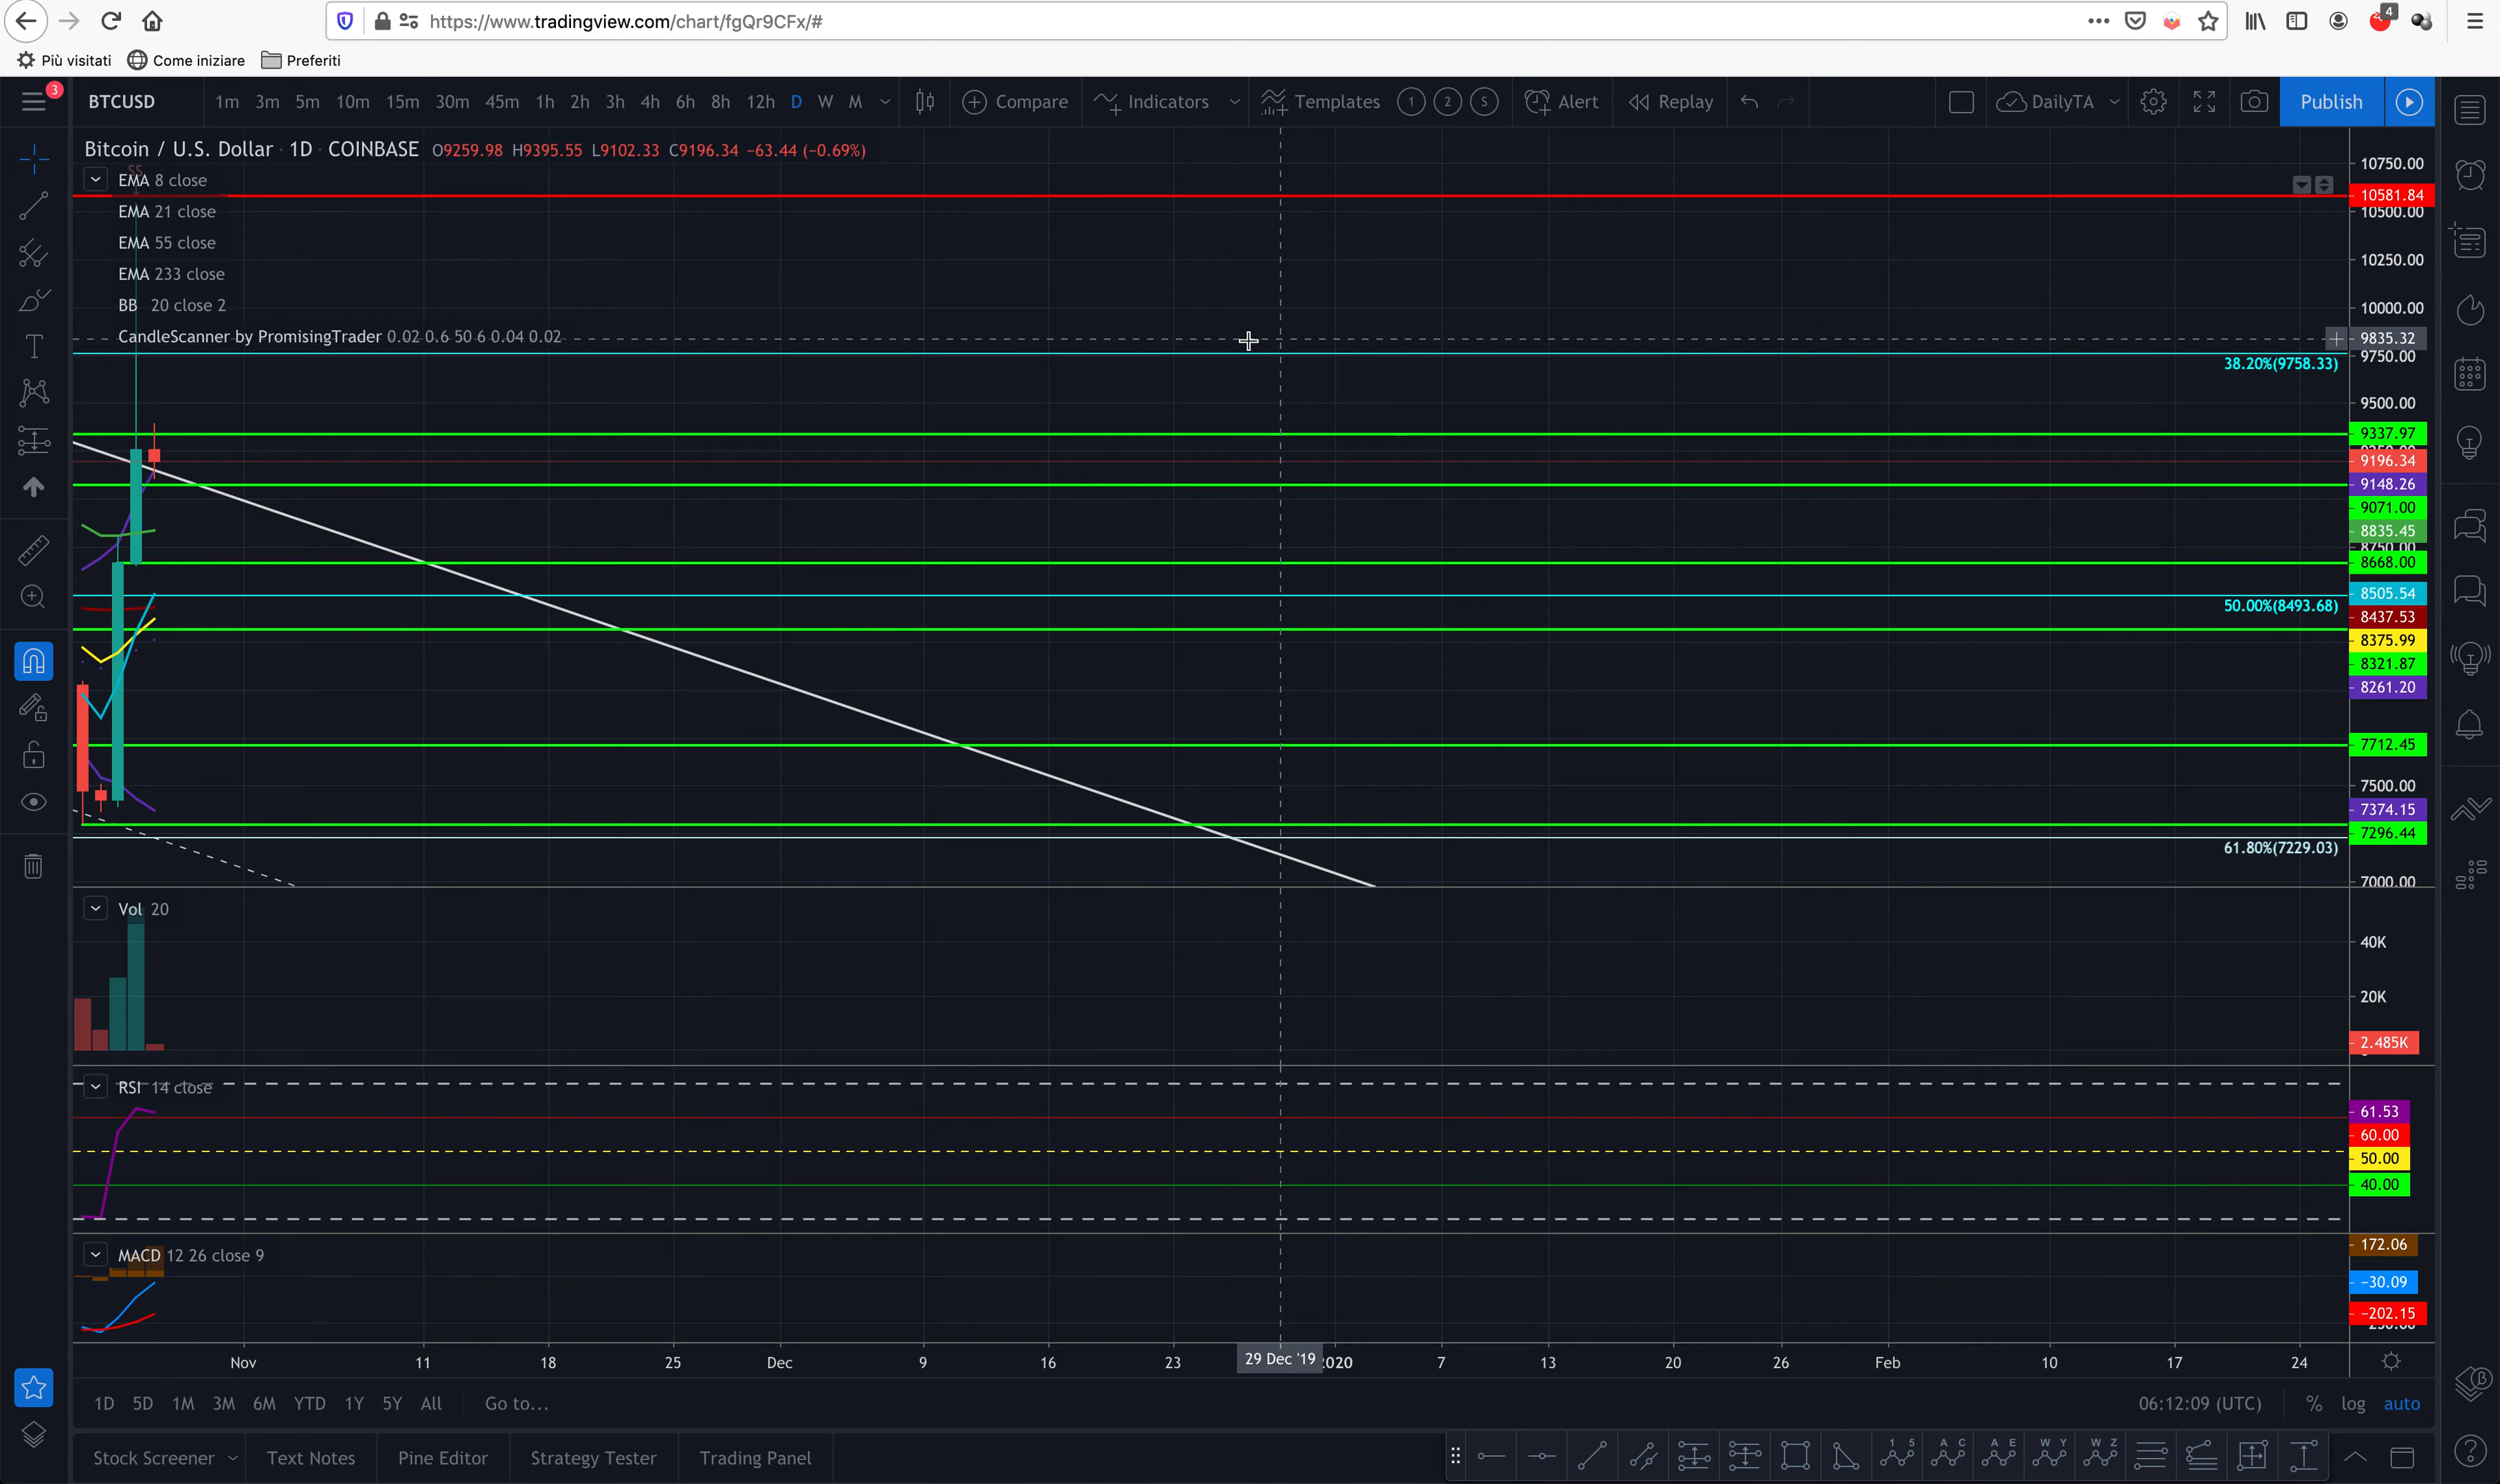 https://www.tradingview.com/chart/fgQr9CFx/#
4
Più visitati Come iniziare Preferiti
3
BTCUSD 1m 3m 5m 10m 15m 30m 45m 1h 2h 3h 4h 6h 8h 12h D W M Compare Indicators Templates 1 2 S Alert Replay DailyTA Publish
Bitcoin / U.S. Dollar · 1D · COINBASE O9259.98 H9395.55 L9102.33 C9196.34 −63.44 (−0.69%)
EMA 8 close
EMA 21 close
EMA 55 close
EMA 233 close
BB 20 close 2
CandleScanner by PromisingTrader 0.02 0.6 50 6 0.04 0.02
10750.00
10581.84
10500.00
10250.00
10000.00
9835.32
9750.00
38.20%(9758.33)
9500.00
9337.97
9196.34
9148.26
9071.00
8835.45
8750.00
8668.00
8505.54
50.00%(8493.68)
8437.53
8375.99
8321.87
8261.20
7712.45
7500.00
7374.15
7296.44
61.80%(7229.03)
7000.00
Vol 20
40K
20K
2.485K
RSI 14 close
61.53
60.00
50.00
40.00
MACD 12 26 close 9
172.06
−30.09
−202.15
Nov 11 18 25 Dec 9 16 23 29 Dec '19 2020 7 13 20 26 Feb 10 17 24
1D 5D 1M 3M 6M YTD 1Y 5Y All Go to... 06:12:09 (UTC) % log auto
Stock Screener Text Notes Pine Editor Strategy Tester Trading Panel